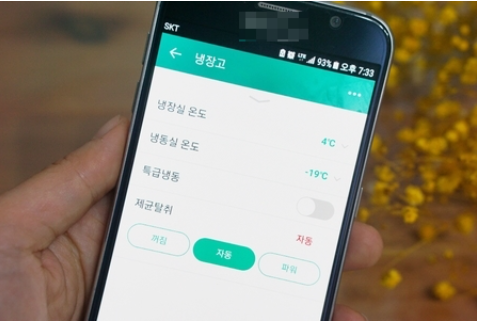 SKT
LTE 93% 오후 7:33
냉장고
냉장실 온도
4℃
냉동실 온도
-19℃
특급냉동
제균탈취
자동
꺼짐
자동
파워